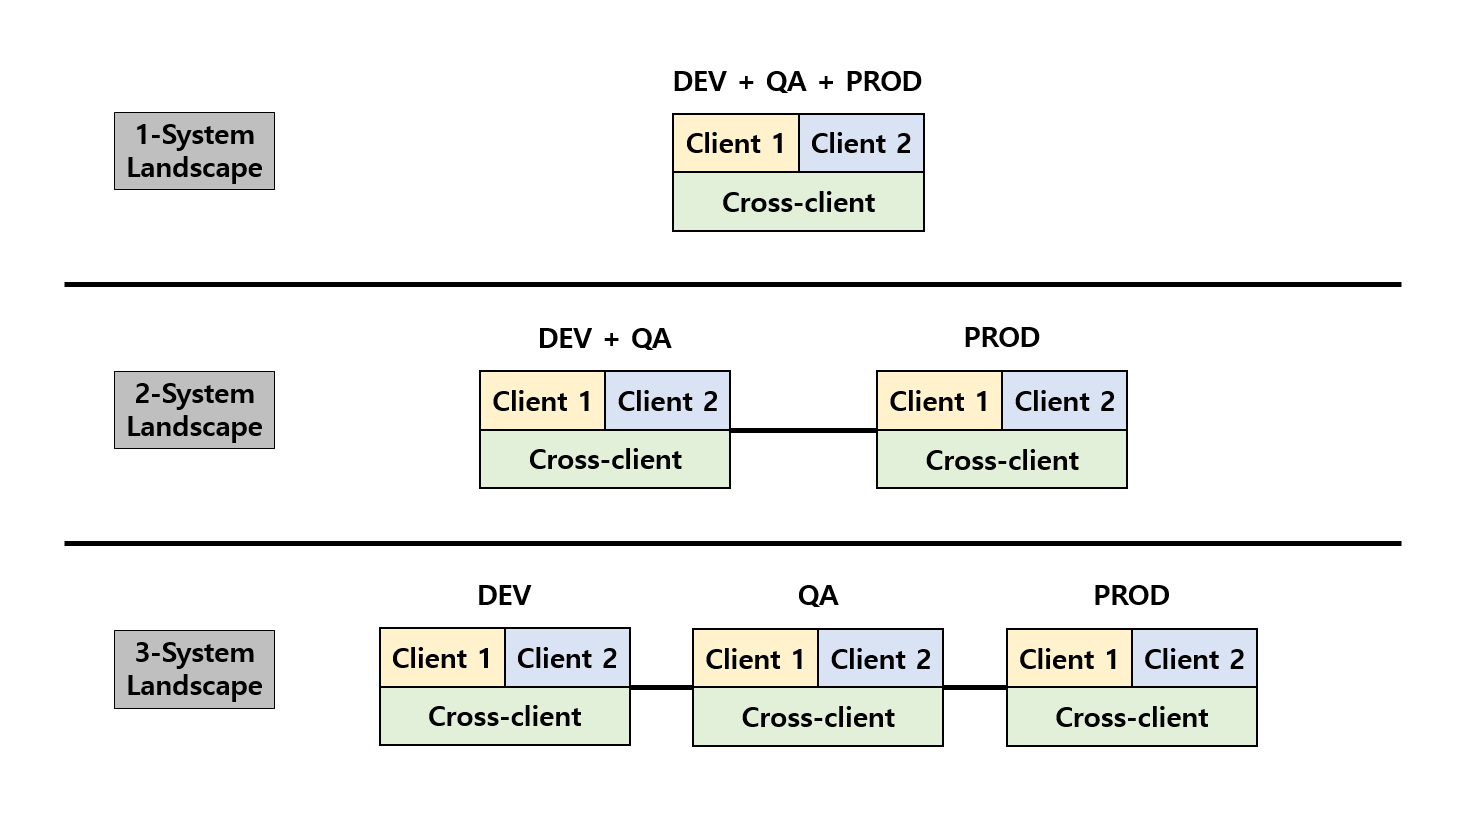 DEV + QA + PROD
1-System
Landscape
Client 1
Client 2
Cross-client
DEV + QA
PROD
2-System
Landscape
Client 1
Client 2
Client 1
Client 2
Cross-client
Cross-client
DEV
QA
PROD
3-System
Landscape
Client 1
Client 2
Client 1
Client 2
Client 1
Client 2
Cross-client
Cross-client
Cross-client